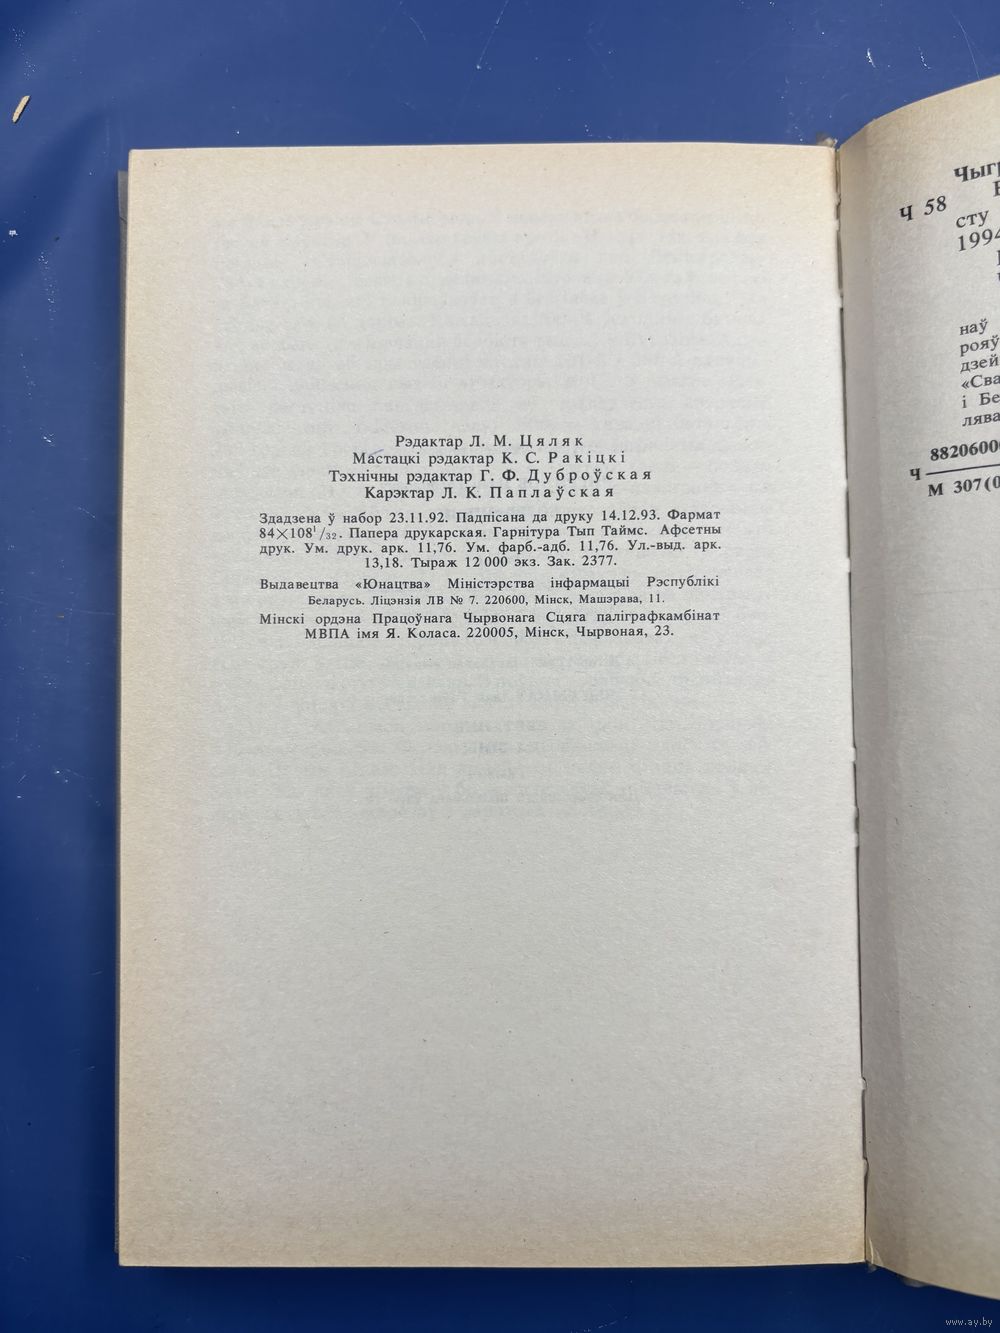 Рэдактар Л. М. Цяляк
Мастацкі рэдактар К. С. Ракіцкі
Тэхнічны рэдактар Г. Ф. Дуброўская
Карэктар Л. К. Паплаўская
Здадзена ў набор 23.11.92. Падпісана да друку 14.12.93. Фармат
84×108¹/₃₂. Папера друкарская. Гарнітура Тып Таймс. Афсетны
друк. Ум. друк. арк. 11,76. Ум. фарб.-адб. 11,76. Ул.-выд. арк.
13,18. Тыраж 12 000 экз. Зак. 2377.
Выдавецтва «Юнацтва» Міністэрства інфармацыі Рэспублікі
Беларусь. Ліцэнзія ЛВ № 7. 220600, Мінск, Машэрава, 11.
Мінскі ордэна Працоўнага Чырвонага Сцяга паліграфкамбінат
МВПА імя Я. Коласа. 220005, Мінск, Чырвоная, 23.
Ч 58
сту
1994
наў
рояў
дзей
«Сва
і Бе
лява
Ч
М 307(0
www.ay.by